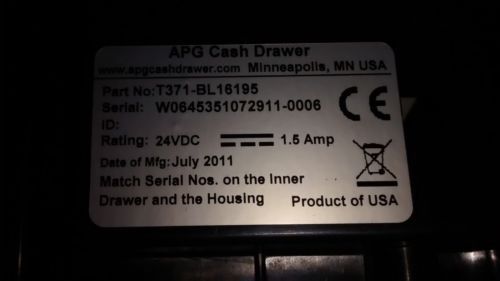 APG Cash Drawer
www.apgcashdrawer.com Minneapolis, MN USA
Part No:T371-BL16195
Serial: W0645351072911-0006
ID:
CE
Rating: 24VDC 1.5 Amp
Date of Mfg: July 2011
Match Serial Nos. on the Inner
Drawer and the Housing
Product of USA